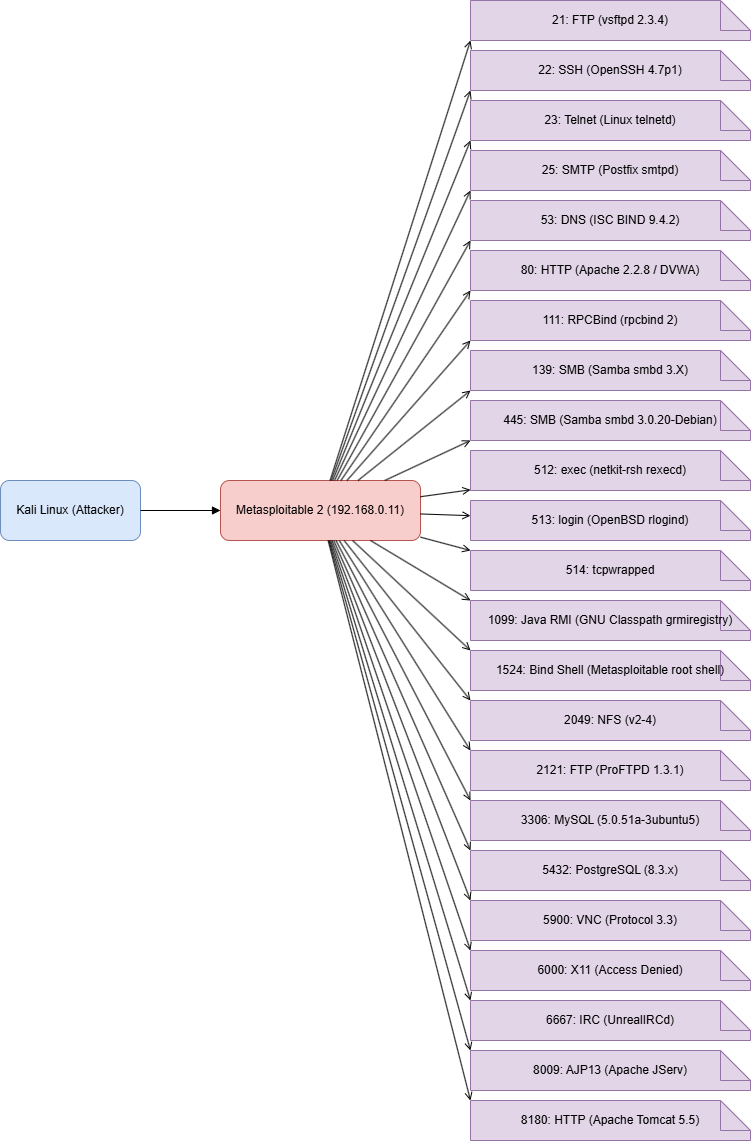 21: FTP (vsftpd 2.3.4)
22: SSH (OpenSSH 4.7p1)
23: Telnet (Linux telnetd)
25: SMTP (Postfix smtpd)
53: DNS (ISC BIND 9.4.2)
80: HTTP (Apache 2.2.8 / DVWA)
111: RPCBind (rpcbind 2)
139: SMB (Samba smbd 3.X)
445: SMB (Samba smbd 3.0.20-Debian)
512: exec (netkit-rsh rexecd)
Kali Linux (Attacker)
Metasploitable 2 (192.168.0.11)
513: login (OpenBSD rlogind)
514: tcpwrapped
1099: Java RMI (GNU Classpath grmiregistry)
1524: Bind Shell (Metasploitable root shell)
2049: NFS (v2-4)
2121: FTP (ProFTPD 1.3.1)
3306: MySQL (5.0.51a-3ubuntu5)
5432: PostgreSQL (8.3.x)
5900: VNC (Protocol 3.3)
6000: X11 (Access Denied)
6667: IRC (UnrealIRCd)
8009: AJP13 (Apache JServ)
8180: HTTP (Apache Tomcat 5.5)